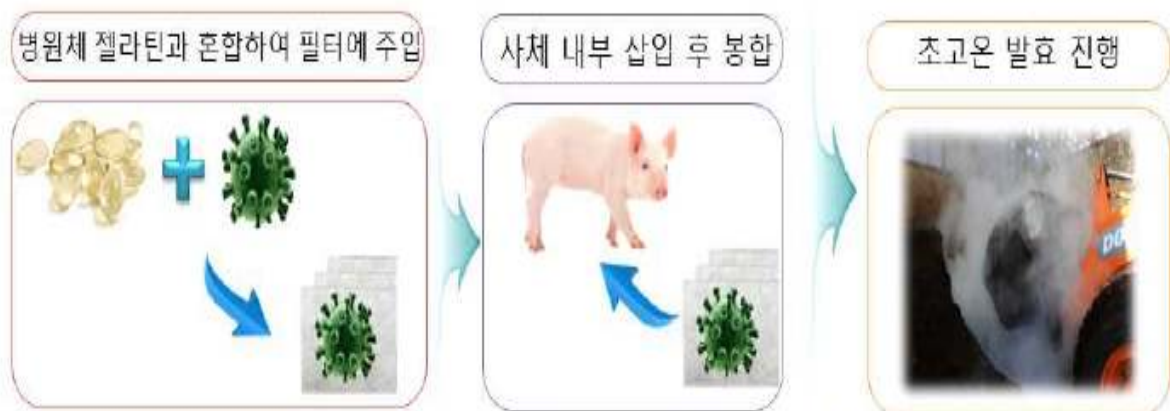 병원체 젤라틴과 혼합하여 필터에 주입
사체 내부 삽입 후 봉합
초고온 발효 진행